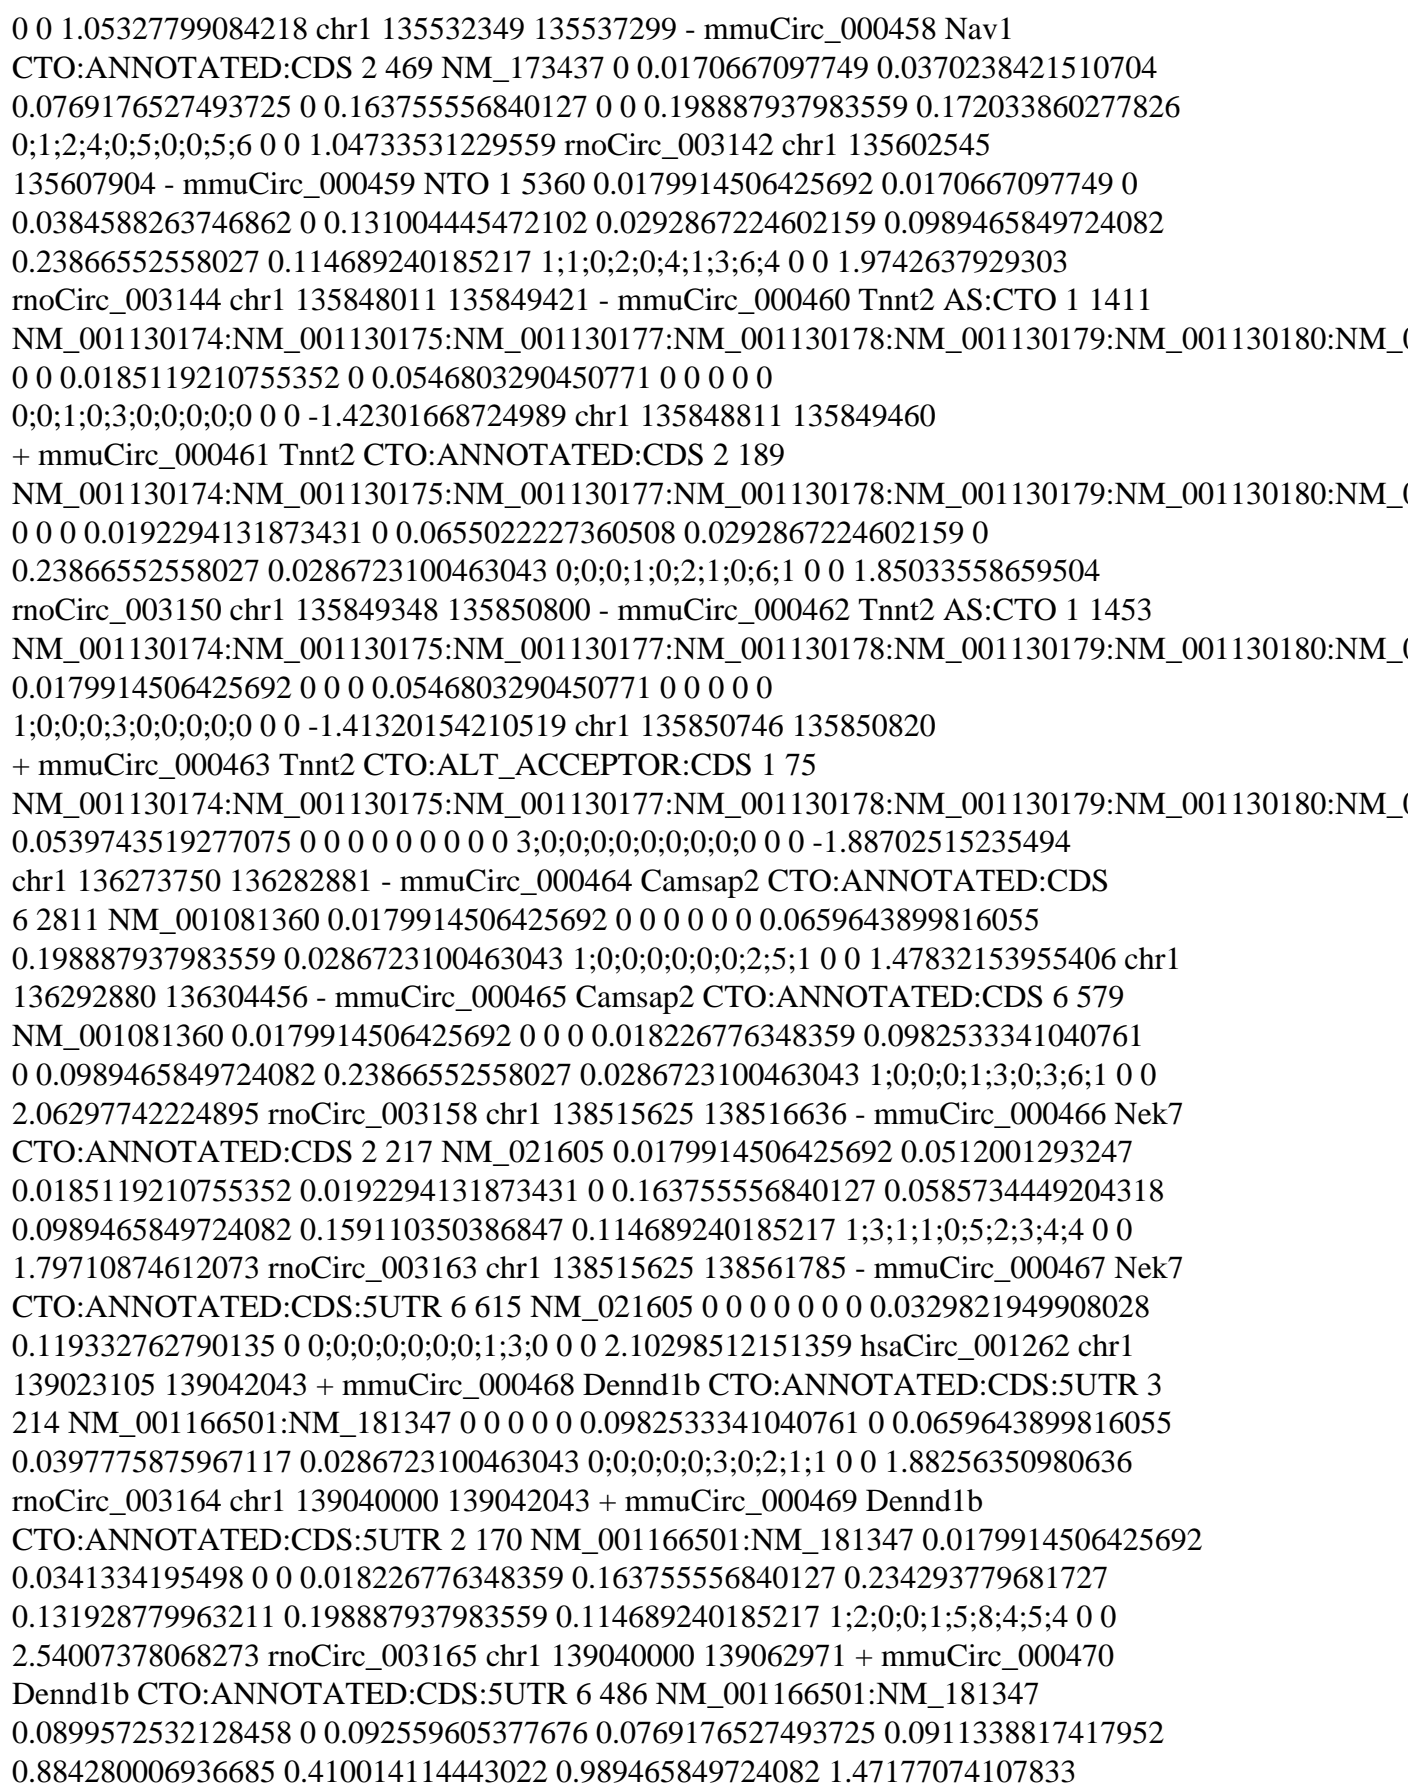 0 0 1.05327799084218 chr1 135532349 135537299 - mmuCirc_000458 Nav1
CTO:ANNOTATED:CDS 2 469 NM_173437 0 0.0170667097749 0.0370238421510704
0.0769176527493725 0 0.163755556840127 0 0 0.198887937983559 0.172033860277826
0;1;2;4;0;5;0;0;5;6 0 0 1.04733531229559 rnoCirc_003142 chr1 135602545
135607904 - mmuCirc_000459 NTO 1 5360 0.0179914506425692 0.0170667097749 0
0.0384588263746862 0 0.131004445472102 0.0292867224602159 0.0989465849724082
0.23866552558027 0.114689240185217 1;1;0;2;0;4;1;3;6;4 0 0 1.9742637929303
rnoCirc_003144 chr1 135848011 135849421 - mmuCirc_000460 Tnnt2 AS:CTO 1 1411
NM_001130174:NM_001130175:NM_001130177:NM_001130178:NM_001130179:NM_001130180:NM_0
0 0 0.0185119210755352 0 0.0546803290450771 0 0 0 0 0
0;0;1;0;3;0;0;0;0;0 0 0 -1.42301668724989 chr1 135848811 135849460
+ mmuCirc_000461 Tnnt2 CTO:ANNOTATED:CDS 2 189
NM_001130174:NM_001130175:NM_001130177:NM_001130178:NM_001130179:NM_001130180:NM_0
0 0 0 0.0192294131873431 0 0.0655022227360508 0.0292867224602159 0
0.23866552558027 0.0286723100463043 0;0;0;1;0;2;1;0;6;1 0 0 1.85033558659504
rnoCirc_003150 chr1 135849348 135850800 - mmuCirc_000462 Tnnt2 AS:CTO 1 1453
NM_001130174:NM_001130175:NM_001130177:NM_001130178:NM_001130179:NM_001130180:NM_0
0.0179914506425692 0 0 0 0.0546803290450771 0 0 0 0 0
1;0;0;0;3;0;0;0;0;0 0 0 -1.41320154210519 chr1 135850746 135850820
+ mmuCirc_000463 Tnnt2 CTO:ALT_ACCEPTOR:CDS 1 75
NM_001130174:NM_001130175:NM_001130177:NM_001130178:NM_001130179:NM_001130180:NM_0
0.0539743519277075 0 0 0 0 0 0 0 0 0 3;0;0;0;0;0;0;0;0;0 0 0 -1.88702515235494
chr1 136273750 136282881 - mmuCirc_000464 Camsap2 CTO:ANNOTATED:CDS
6 2811 NM_001081360 0.0179914506425692 0 0 0 0 0 0 0.0659643899816055
0.198887937983559 0.0286723100463043 1;0;0;0;0;0;0;2;5;1 0 0 1.47832153955406 chr1
136292880 136304456 - mmuCirc_000465 Camsap2 CTO:ANNOTATED:CDS 6 579
NM_001081360 0.0179914506425692 0 0 0 0.018226776348359 0.0982533341040761
0 0.0989465849724082 0.23866552558027 0.0286723100463043 1;0;0;0;1;3;0;3;6;1 0 0
2.06297742224895 rnoCirc_003158 chr1 138515625 138516636 - mmuCirc_000466 Nek7
CTO:ANNOTATED:CDS 2 217 NM_021605 0.0179914506425692 0.0512001293247
0.0185119210755352 0.0192294131873431 0 0.163755556840127 0.0585734449204318
0.0989465849724082 0.159110350386847 0.114689240185217 1;3;1;1;0;5;2;3;4;4 0 0
1.79710874612073 rnoCirc_003163 chr1 138515625 138561785 - mmuCirc_000467 Nek7
CTO:ANNOTATED:CDS:5UTR 6 615 NM_021605 0 0 0 0 0 0 0 0.0329821949908028
0.119332762790135 0 0;0;0;0;0;0;0;1;3;0 0 0 2.10298512151359 hsaCirc_001262 chr1
139023105 139042043 + mmuCirc_000468 Dennd1b CTO:ANNOTATED:CDS:5UTR 3
214 NM_001166501:NM_181347 0 0 0 0 0 0.0982533341040761 0 0.0659643899816055
0.0397775875967117 0.0286723100463043 0;0;0;0;0;3;0;2;1;1 0 0 1.88256350980636
rnoCirc_003164 chr1 139040000 139042043 + mmuCirc_000469 Dennd1b
CTO:ANNOTATED:CDS:5UTR 2 170 NM_001166501:NM_181347 0.0179914506425692
0.0341334195498 0 0 0.018226776348359 0.163755556840127 0.234293779681727
0.131928779963211 0.198887937983559 0.114689240185217 1;2;0;0;1;5;8;4;5;4 0 0
2.54007378068273 rnoCirc_003165 chr1 139040000 139062971 + mmuCirc_000470
Dennd1b CTO:ANNOTATED:CDS:5UTR 6 486 NM_001166501:NM_181347
0.0899572532128458 0 0.092559605377676 0.0769176527493725 0.0911338817417952
0.884280006936685 0.410014114443022 0.989465849724082 1.47177074107833